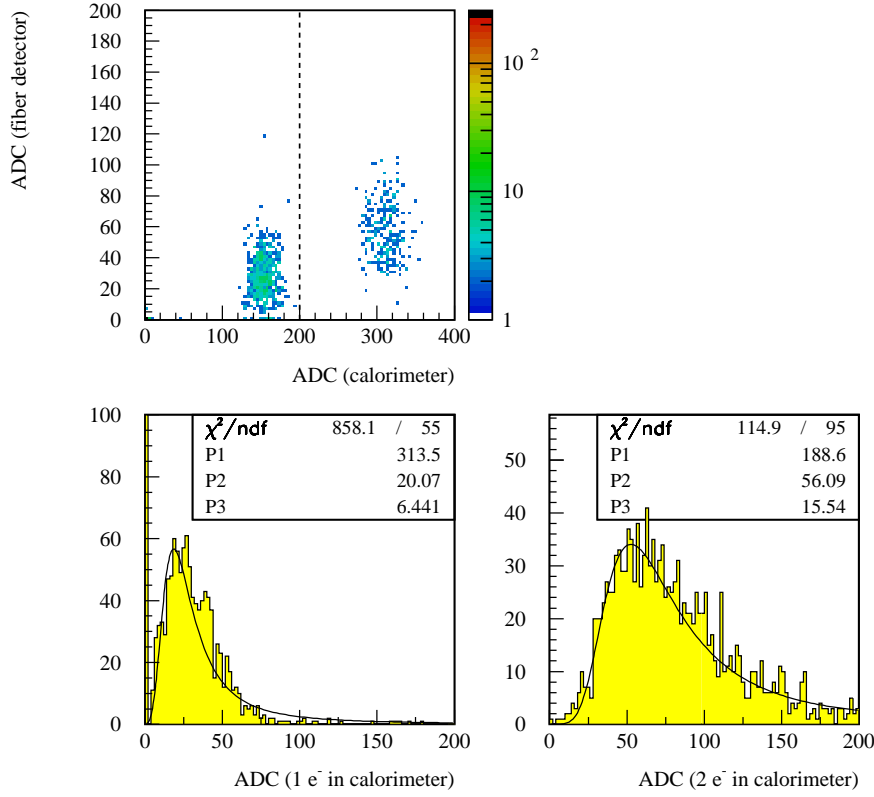 ADC (fiber detector)
200
180
160
140
120
100
80
60
40
20
0
0 100 200 300 400
ADC (calorimeter)
10 2
10
1
100
80
60
40
20
0
0 50 100 150 200
χ²/ndf 858.1 / 55
P1 313.5
P2 20.07
P3 6.441
ADC (1 e⁻ in calorimeter)
50
40
30
20
10
0
0 50 100 150 200
χ²/ndf 114.9 / 95
P1 188.6
P2 56.09
P3 15.54
ADC (2 e⁻ in calorimeter)